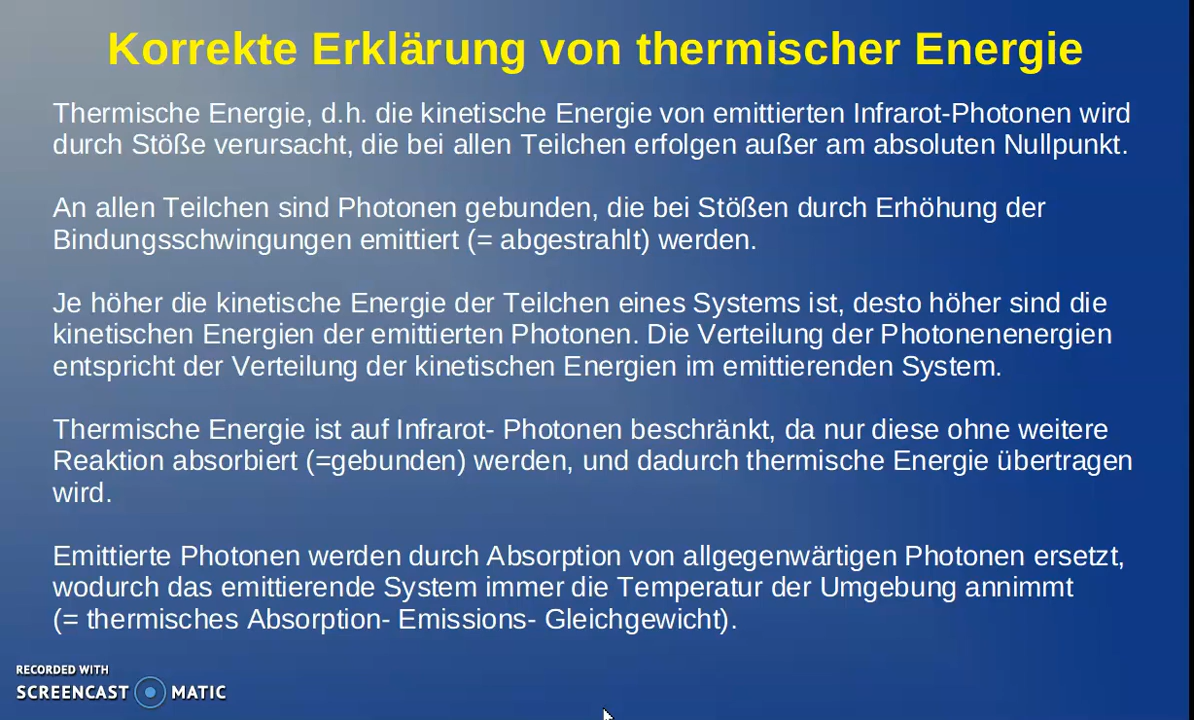 Korrekte Erklärung von thermischer Energie
Thermische Energie, d.h. die kinetische Energie von emittierten Infrarot-Photonen wird
durch Stöße verursacht, die bei allen Teilchen erfolgen außer am absoluten Nullpunkt.
An allen Teilchen sind Photonen gebunden, die bei Stößen durch Erhöhung der
Bindungsschwingungen emittiert (= abgestrahlt) werden.
Je höher die kinetische Energie der Teilchen eines Systems ist, desto höher sind die
kinetischen Energien der emittierten Photonen. Die Verteilung der Photonenenergien
entspricht der Verteilung der kinetischen Energien im emittierenden System.
Thermische Energie ist auf Infrarot- Photonen beschränkt, da nur diese ohne weitere
Reaktion absorbiert (=gebunden) werden, und dadurch thermische Energie übertragen
wird.
Emittierte Photonen werden durch Absorption von allgegenwärtigen Photonen ersetzt,
wodurch das emittierende System immer die Temperatur der Umgebung annimmt
(= thermisches Absorption- Emissions- Gleichgewicht).
RECORDED WITH
SCREENCAST MATIC